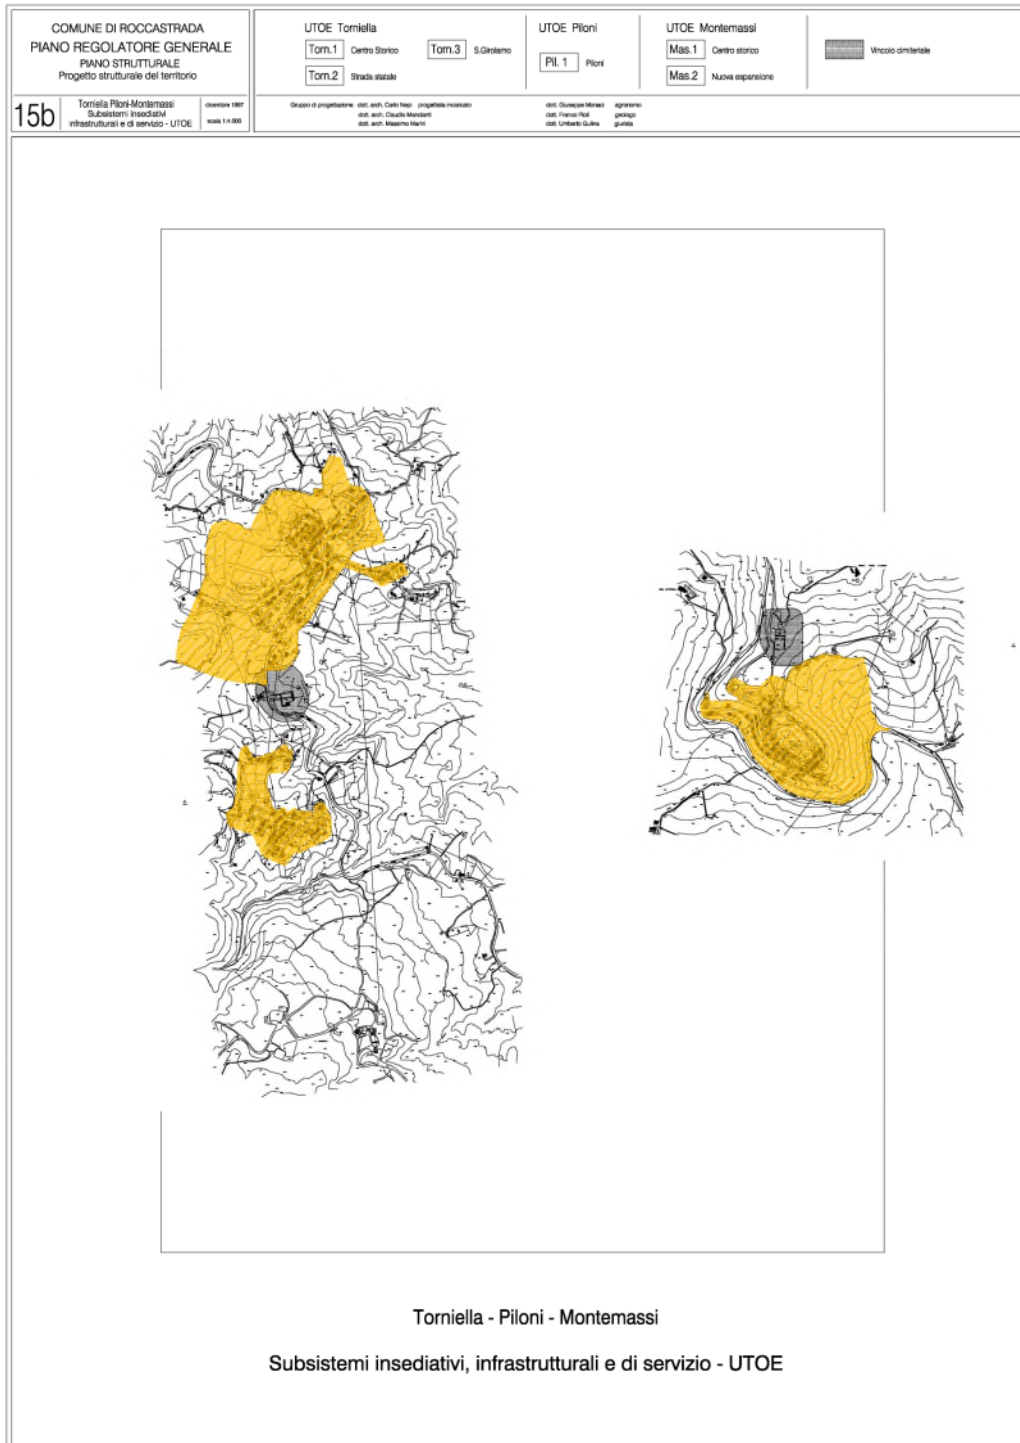 COMUNE DI ROCCASTRADA
PIANO REGOLATORE GENERALE
PIANO STRUTTURALE
Progetto strutturale del territorio
15b
Torniella Piloni-Montemassi
Subsistemi insediativi
infrastrutturali e di servizio - UTOE
dicembre 1997
scala 1:4.000
UTOE Torniella
Torn.1 Centro Storico
Torn.3 S.Girolamo
Torn.2 Strada statale
UTOE Piloni
Pil. 1 Piloni
UTOE Montemassi
Mas.1 Centro storico
Mas.2 Nuova espansione
Vincolo cimiteriale
Gruppo di progettazione dott. arch. Carlo Nepi progettista incaricato
dott. arch. Claudio
dott. arch. Massimo Marini
dott. Giuseppe Monaci agronomo
dott. Franco geologo
dott. Umberto Gulina giurista
Torniella - Piloni - Montemassi
Subsistemi insediativi, infrastrutturali e di servizio - UTOE